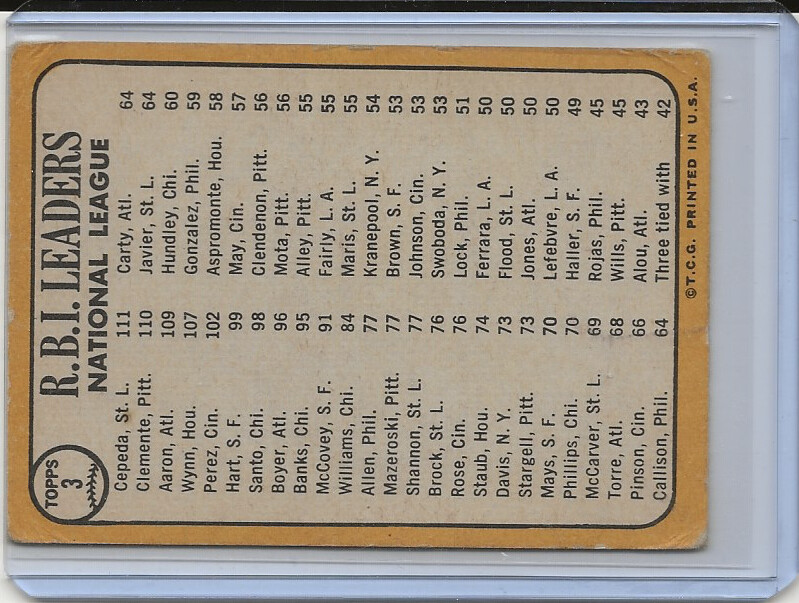 TOPPS
3
R.B.I. LEADERS
NATIONAL LEAGUE
Cepeda, St. L. 111 Carty, Atl. 64
Clemente, Pitt. 110 Javier, St. L. 64
Aaron, Atl. 109 Hundley, Chi. 60
Wynn, Hou. 107 Gonzalez, Phil. 59
Perez, Cin. 102 Aspromonte, Hou. 58
Hart, S. F. 99 May, Cin. 57
Santo, Chi. 98 Clendenon, Pitt. 56
Boyer, Atl. 96 Mota, Pitt. 56
Banks, Chi. 95 Alley, Pitt. 55
McCovey, S. F. 91 Fairly, L. A. 55
Williams, Chi. 84 Maris, St. L. 55
Allen, Phil. 77 Kranepool, N. Y. 54
Mazeroski, Pitt. 77 Brown, S. F. 53
Shannon, St. L. 77 Johnson, Cin. 53
Brock, St. L. 76 Swoboda, N. Y. 53
Rose, Cin. 76 Lock, Phil. 51
Staub, Hou. 74 Ferrara, L. A. 50
Davis, N. Y. 73 Flood, St. L. 50
Stargell, Pitt. 73 Jones, Atl. 50
Mays, S. F. 70 Lefebvre, L. A. 50
Phillips, Chi. 70 Haller, S. F. 49
McCarver, St. L. 69 Rojas, Phil. 45
Torre, Atl. 68 Wills, Pitt. 45
Pinson, Cin. 66 Alou, Atl. 43
Callison, Phil. 64 Three tied with 42
©T.C.G. PRINTED IN U.S.A.